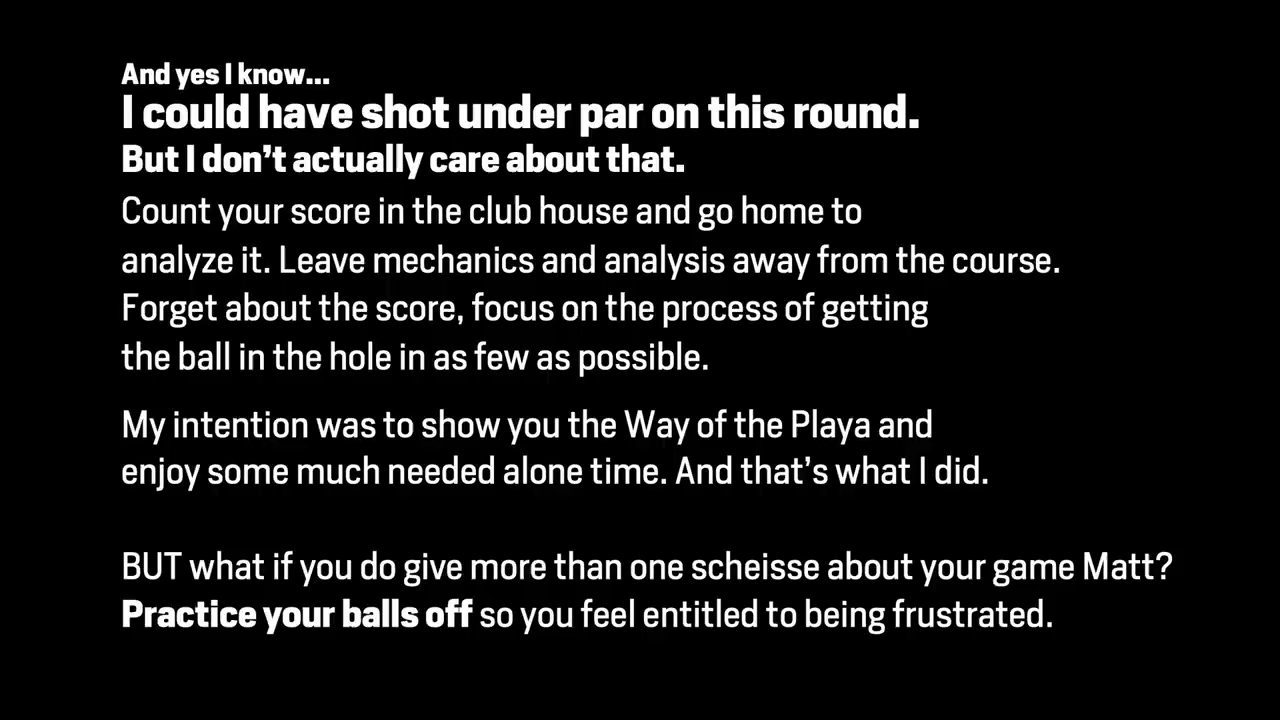 And yes I know...
I could have shot under par on this round.
But I don't actually care about that.
Count your score in the club house and go home to
analyze it. Leave mechanics and analysis away from the course.
Forget about the score, focus on the process of getting
the ball in the hole in as few as possible.
My intention was to show you the Way of the Playa and
enjoy some much needed alone time. And that's what I did.
BUT what if you do give more than one scheisse about your game Matt?
Practice your balls off so you feel entitled to being frustrated.